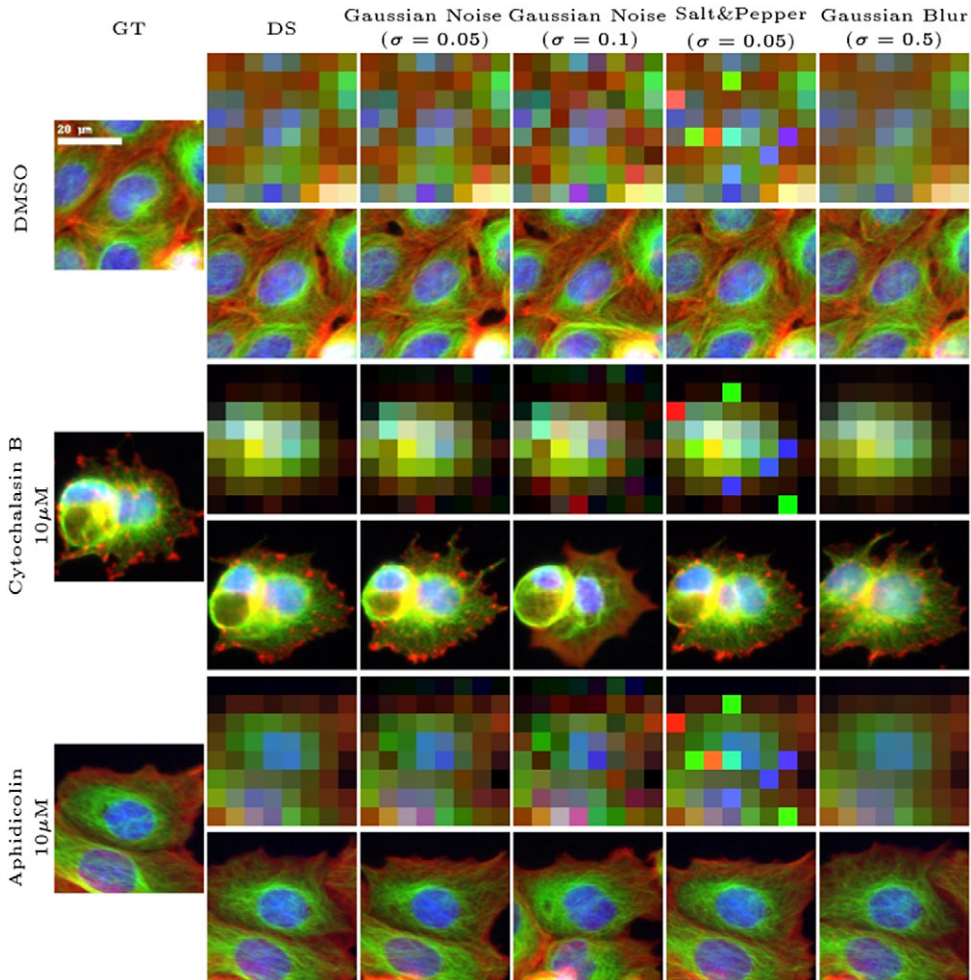 GT
DS
Gaussian Noise
(σ = 0.05)
Gaussian Noise
(σ = 0.1)
Salt&Pepper
(σ = 0.05)
Gaussian Blur
(σ = 0.5)
20 μm
DMSO
Cytochalasin B
10μM
Aphidicolin
10μM